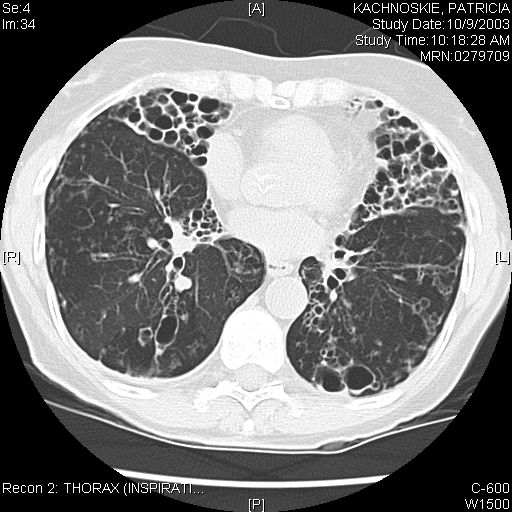 Se:4
Im:34
[A]
KACHNOSKIE, PATRICIA
Study Date:10/9/2003
Study Time:10:18:28 AM
MRN:0279709
[P]
[L]
Recon 2: THORAX (INSPIRATI...
[P]
C-600
W1500